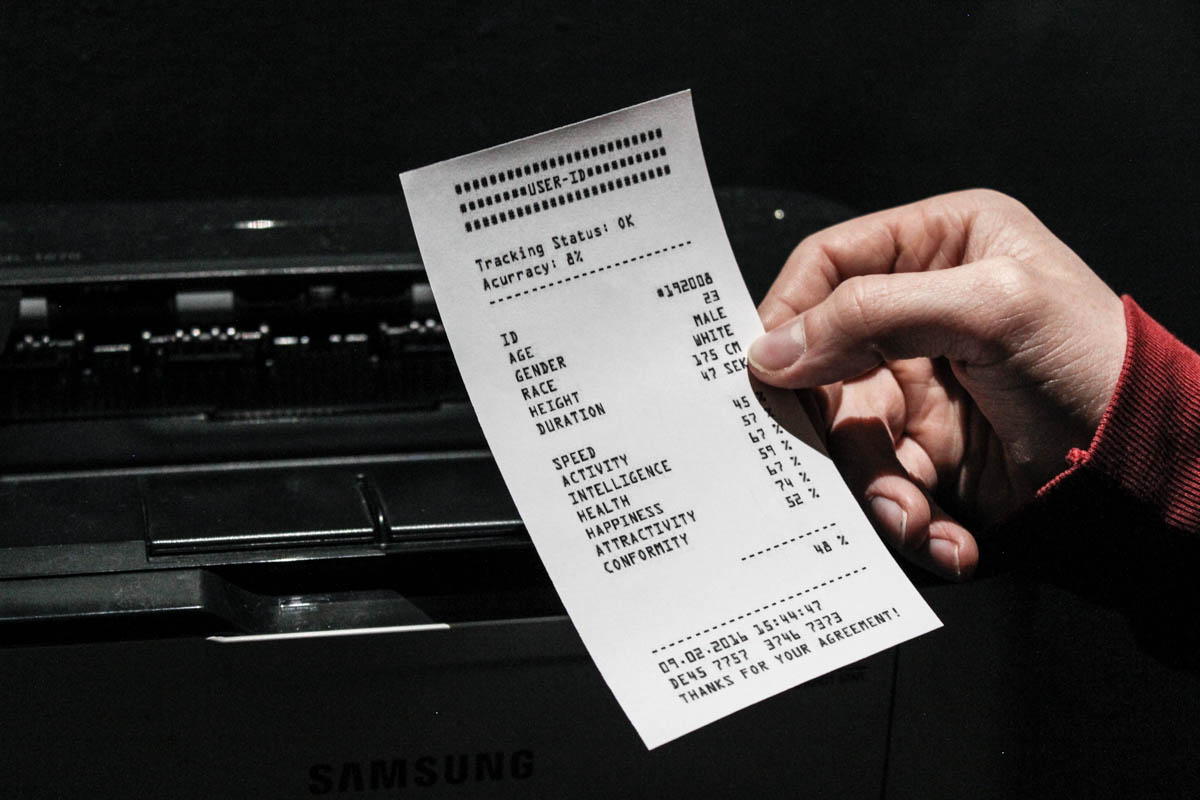 ■■■■■■■■■■■■■■■■■■■■■■■■
■■■■■■■■USER-ID■■■■■■■■■
■■■■■■■■■■■■■■■■■■■■■■■■
Tracking Status: OK
Acurracy: 8%
------------------------
ID #192008
AGE 23
GENDER MALE
RACE WHITE
HEIGHT 175 CM
DURATION 47 SEK
SPEED 45 %
ACTIVITY 57 %
INTELLIGENCE 67 %
HEALTH 59 %
HAPPINESS 67 %
ATTRACTIVITY 74 %
CONFORMITY 52 %
-----------
48 %
------------------------
09.02.2016 15:44:47
DE45 7757 3746 7373
THANKS FOR YOUR AGREEMENT!
SAMSUNG